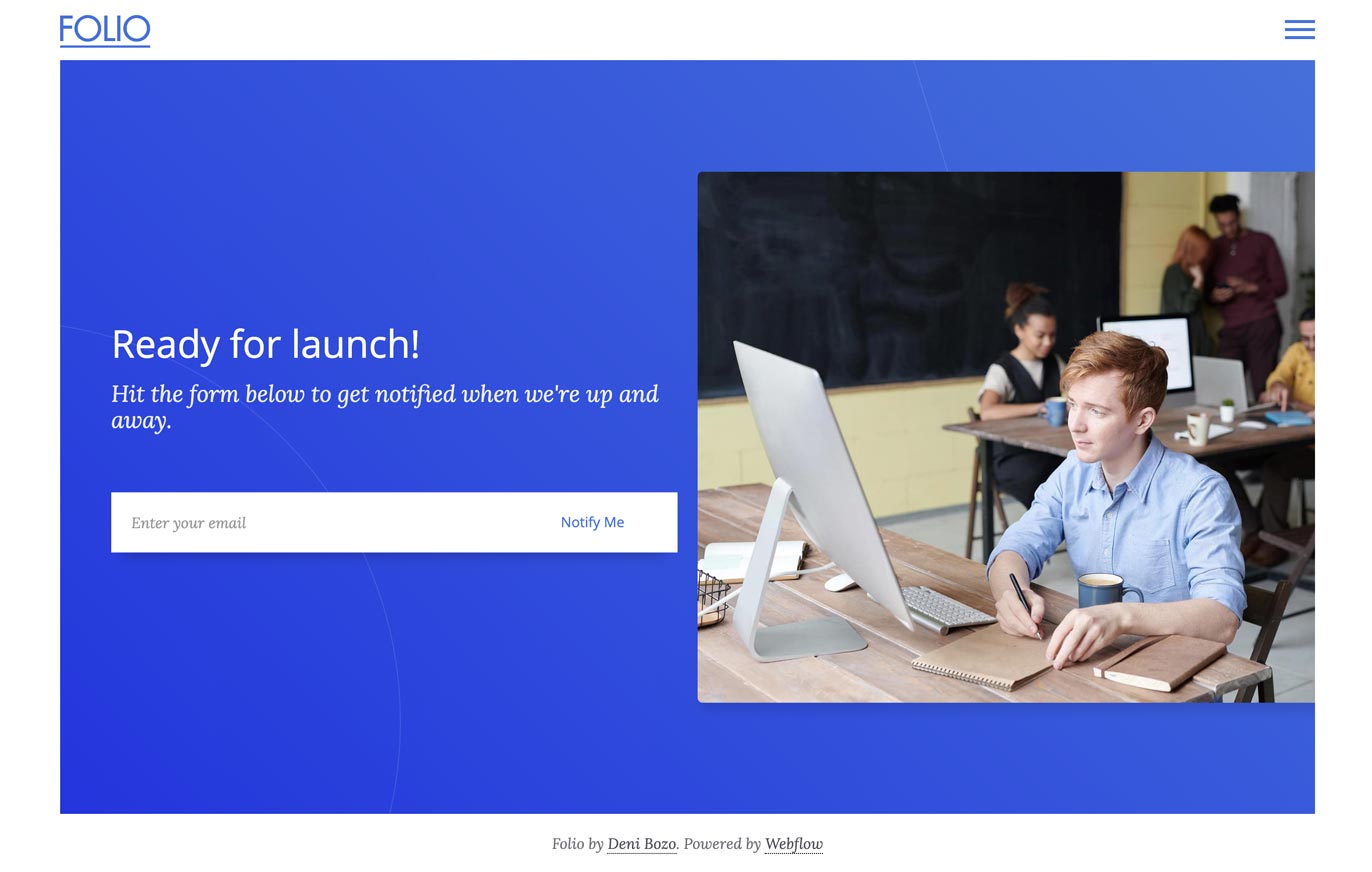 FOLIO
Ready for launch!
Hit the form below to get notified when we're up and
away.
Enter your email
Notify Me
Folio by Deni Bozo. Powered by Webflow